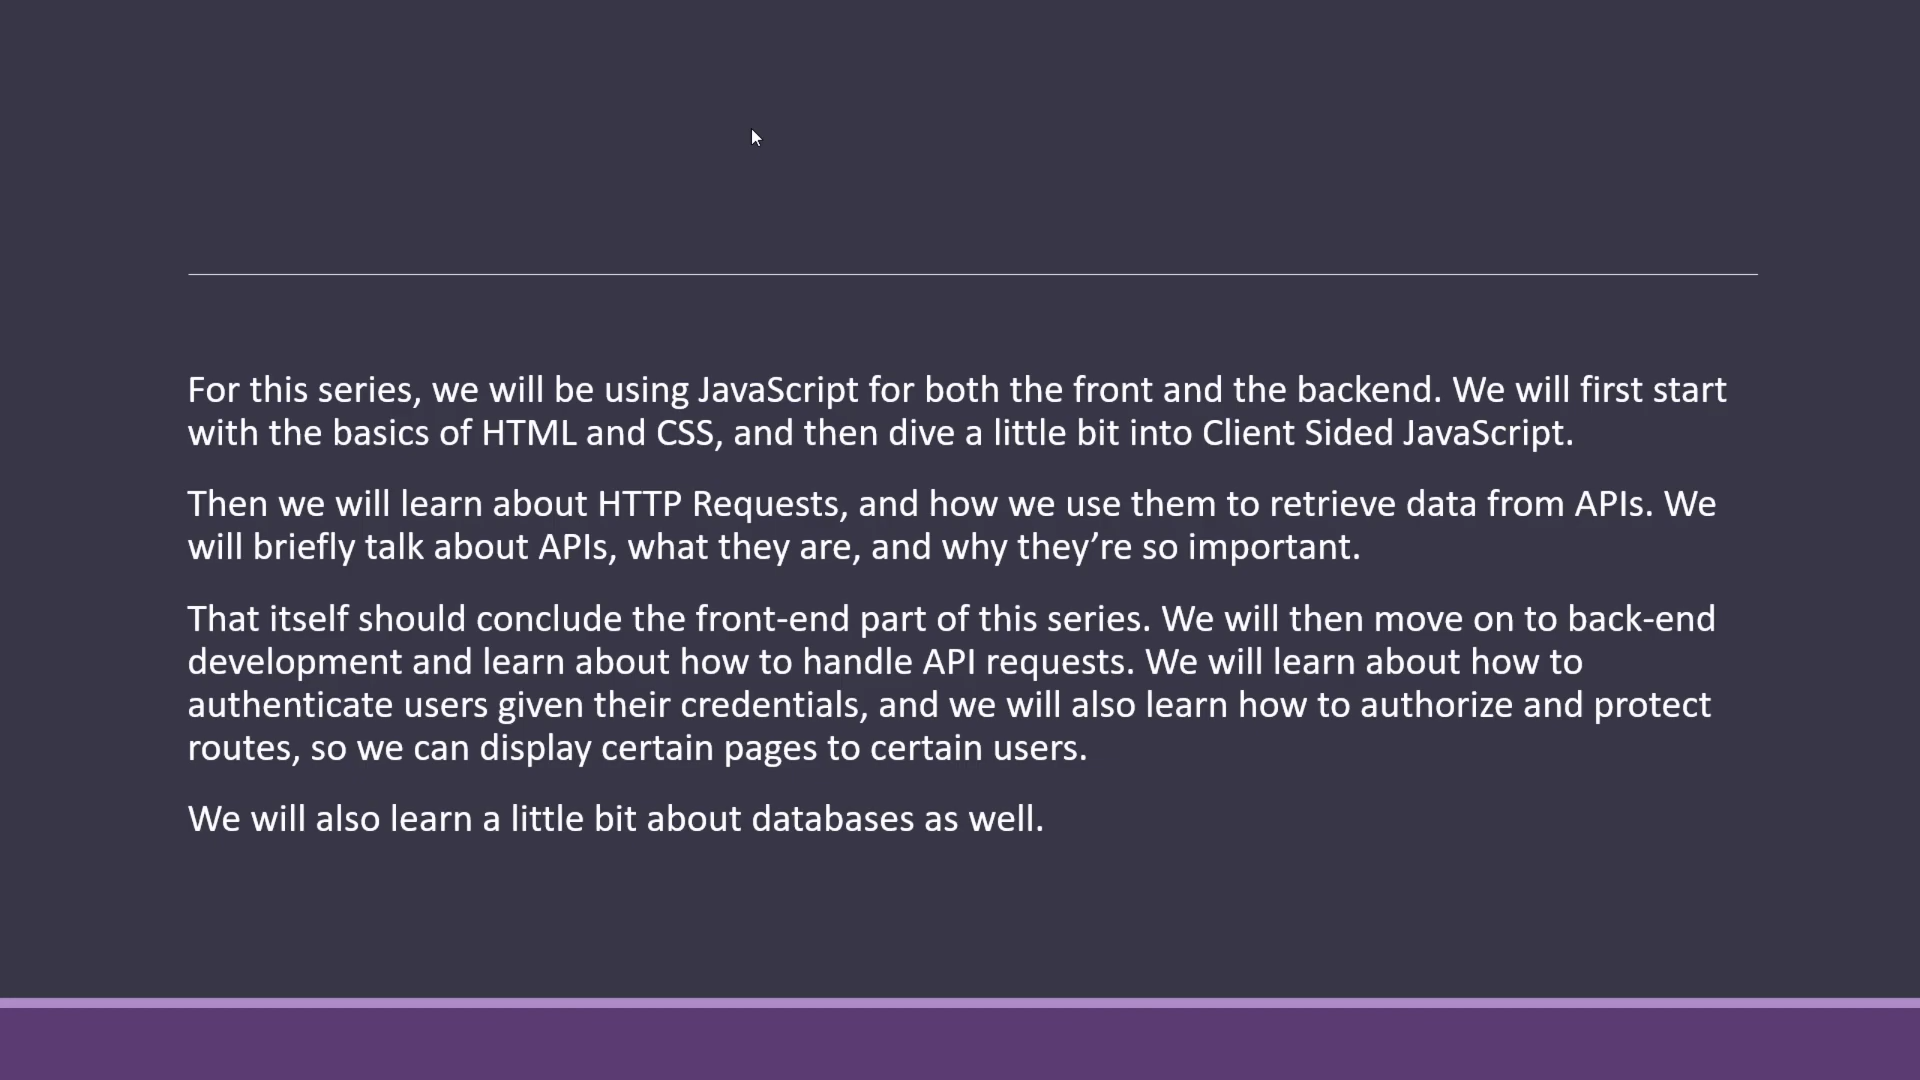 For this series, we will be using JavaScript for both the front and the backend. We will first start
with the basics of HTML and CSS, and then dive a little bit into Client Sided JavaScript.
Then we will learn about HTTP Requests, and how we use them to retrieve data from APIs. We
will briefly talk about APIs, what they are, and why they’re so important.
That itself should conclude the front-end part of this series. We will then move on to back-end
development and learn about how to handle API requests. We will learn about how to
authenticate users given their credentials, and we will also learn how to authorize and protect
routes, so we can display certain pages to certain users.
We will also learn a little bit about databases as well.